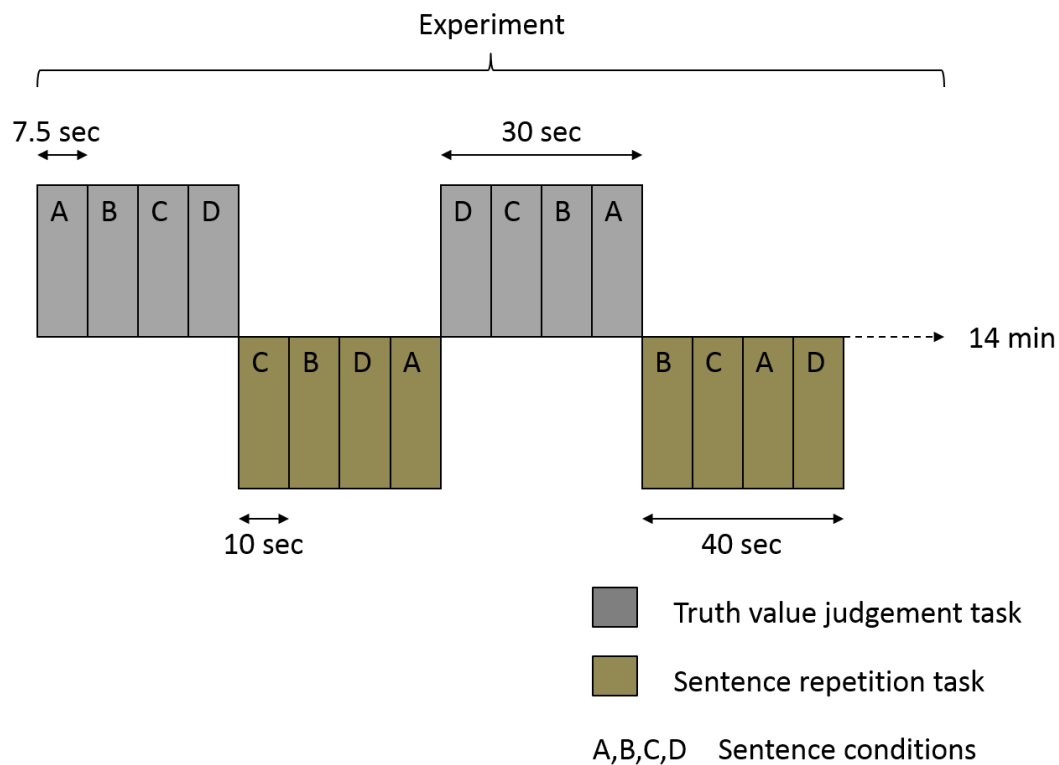 Experiment
7.5 sec
30 sec
A B C D
D C B A
14 min
C B D A
B C A D
10 sec
40 sec
Truth value judgement task
Sentence repetition task
A,B,C,D Sentence conditions